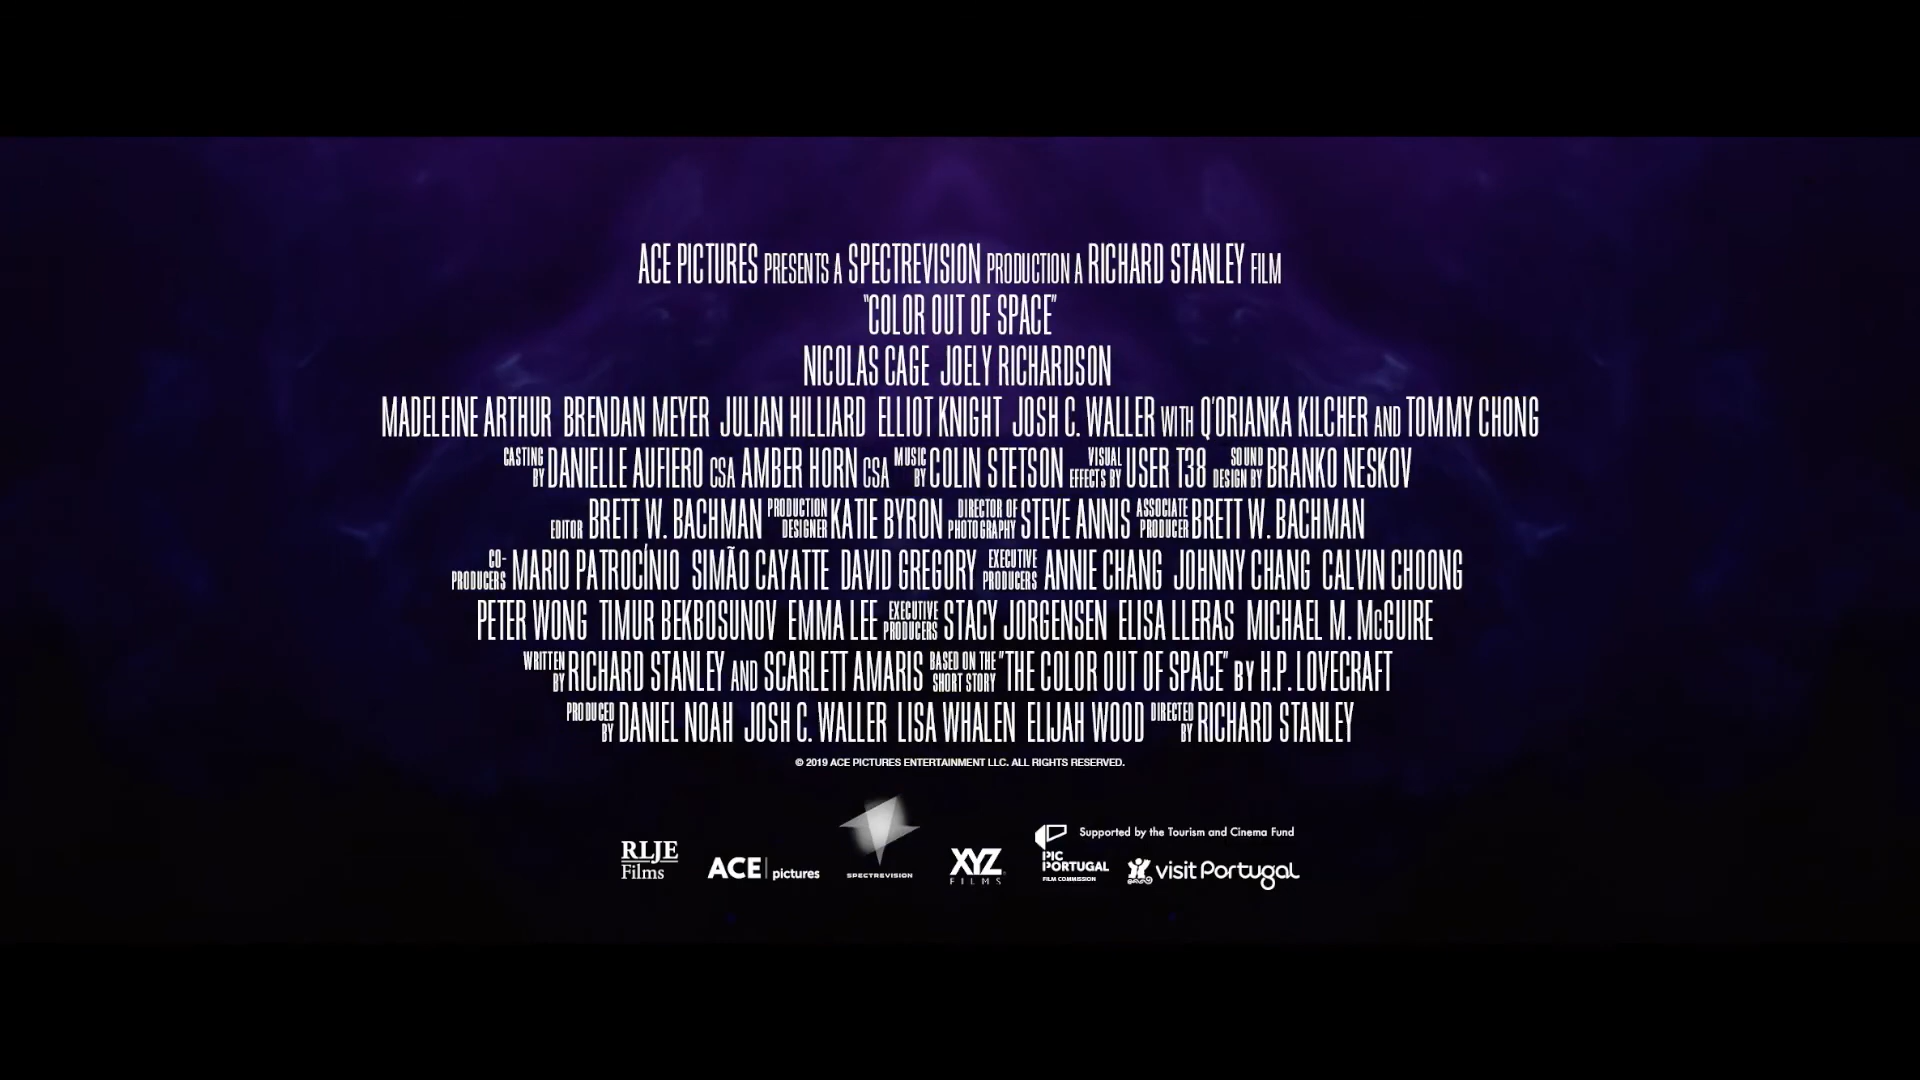 ACE PICTURES PRESENTS A SPECTREVISION PRODUCTION A RICHARD STANLEY FILM
"COLOR OUT OF SPACE"
NICOLAS CAGE JOELY RICHARDSON
MADELEINE ARTHUR BRENDAN MEYER JULIAN HILLIARD ELLIOT KNIGHT JOSH C. WALLER WITH Q'ORIANKA KILCHER AND TOMMY CHONG
CASTING BY DANIELLE AUFIERO CSA AMBER HORN CSA MUSIC BY COLIN STETSON VISUAL EFFECTS BY USER T38 SOUND DESIGN BY BRANKO NESKOV
EDITOR BRETT W. BACHMAN PRODUCTION DESIGNER KATIE BYRON DIRECTOR OF PHOTOGRAPHY STEVE ANNIS ASSOCIATE PRODUCER BRETT W. BACHMAN
CO-PRODUCERS MARIO PATROCÍNIO SIMÃO CAYATTE DAVID GREGORY EXECUTIVE PRODUCERS ANNIE CHANG JOHNNY CHANG CALVIN CHOONG
PETER WONG TIMUR BEKBOSUNOV EMMA LEE EXECUTIVE PRODUCERS STACY JORGENSEN ELISA LLERAS MICHAEL M. McGUIRE
WRITTEN BY RICHARD STANLEY AND SCARLETT AMARIS BASED ON THE SHORT STORY "THE COLOR OUT OF SPACE" BY H.P. LOVECRAFT
PRODUCED BY DANIEL NOAH JOSH C. WALLER LISA WHALEN ELIJAH WOOD DIRECTED BY RICHARD STANLEY
© 2019 ACE PICTURES ENTERTAINMENT LLC. ALL RIGHTS RESERVED.
RLJE Films
ACE pictures
SPECTREVISION
XYZ FILMS
Supported by the Tourism and Cinema Fund
PIC PORTUGAL FILM COMMISSION
visit Portugal